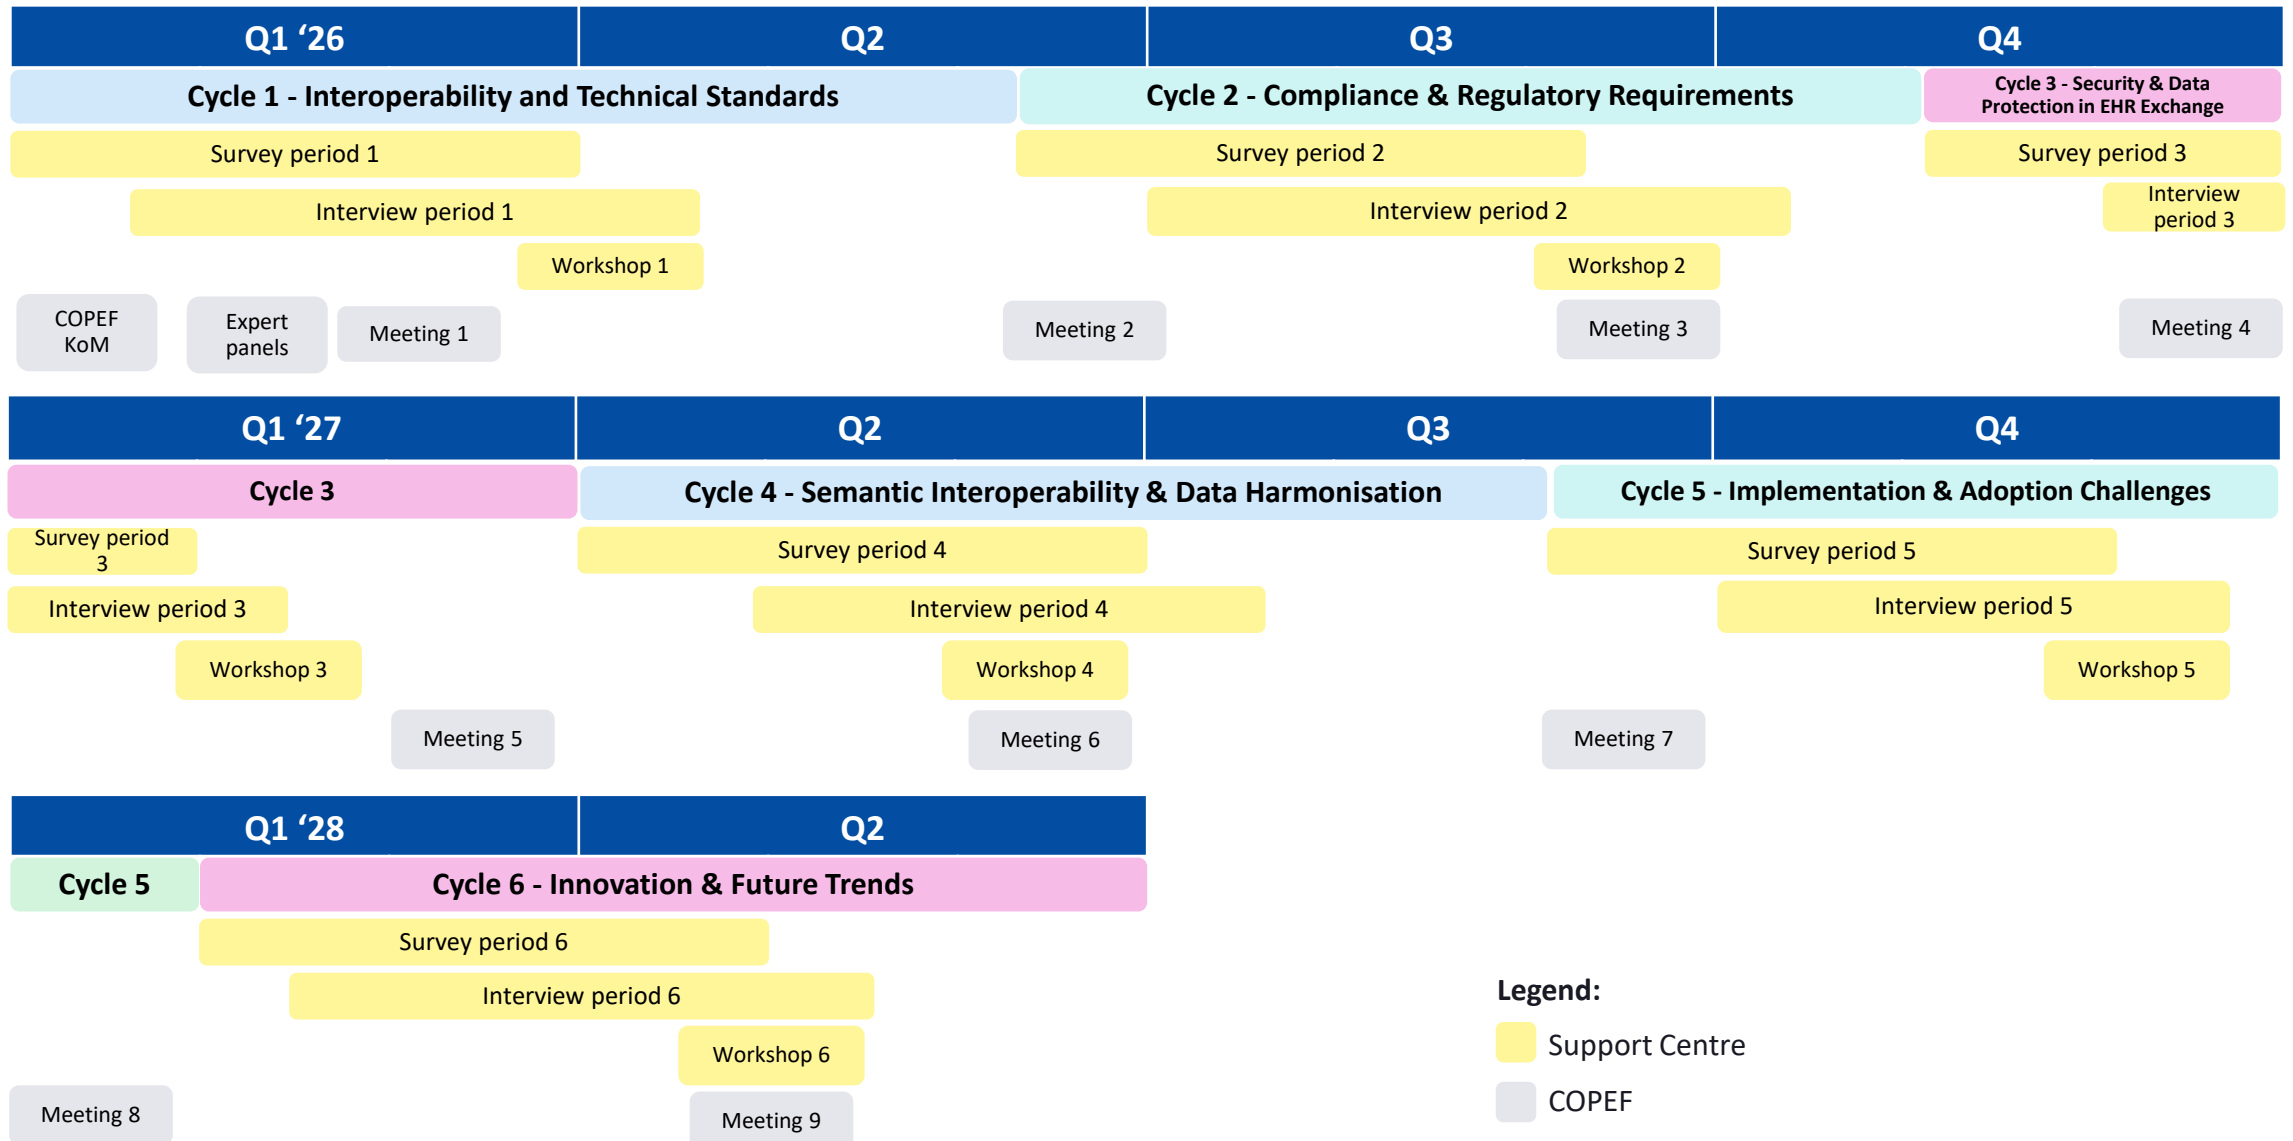 Q1 ‘26
Q2
Q3
Q4
Cycle 1 - Interoperability and Technical Standards
Cycle 2 - Compliance & Regulatory Requirements
Cycle 3 - Security & Data
Protection in EHR Exchange
Survey period 1
Survey period 2
Survey period 3
Interview period 1
Interview period 2
Interview
period 3
Workshop 1
Workshop 2
COPEF
KoM
Expert
panels
Meeting 1
Meeting 2
Meeting 3
Meeting 4
Q1 ‘27
Q2
Q3
Q4
Cycle 3
Cycle 4 - Semantic Interoperability & Data Harmonisation
Cycle 5 - Implementation & Adoption Challenges
Survey period
3
Survey period 4
Survey period 5
Interview period 3
Interview period 4
Interview period 5
Workshop 3
Workshop 4
Workshop 5
Meeting 5
Meeting 6
Meeting 7
Q1 ‘28
Q2
Cycle 5
Cycle 6 - Innovation & Future Trends
Survey period 6
Interview period 6
Workshop 6
Meeting 8
Meeting 9
Legend:
Support Centre
COPEF